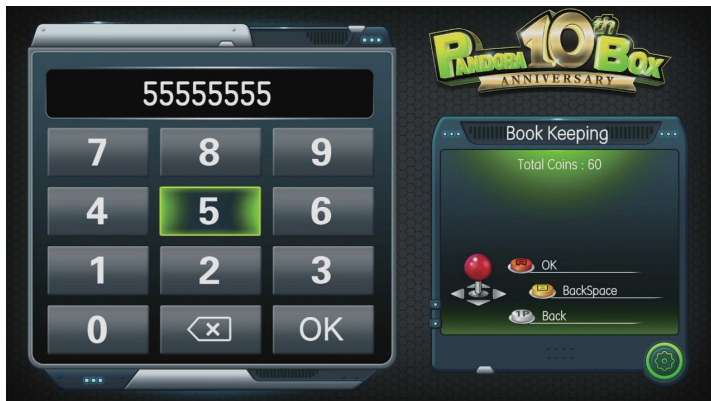 55555555
7 8 9
4 5 6
1 2 3
0 OK
PANDORA 10th BOX
ANNIVERSARY
Book Keeping
Total Coins : 60
OK
BackSpace
1P Back